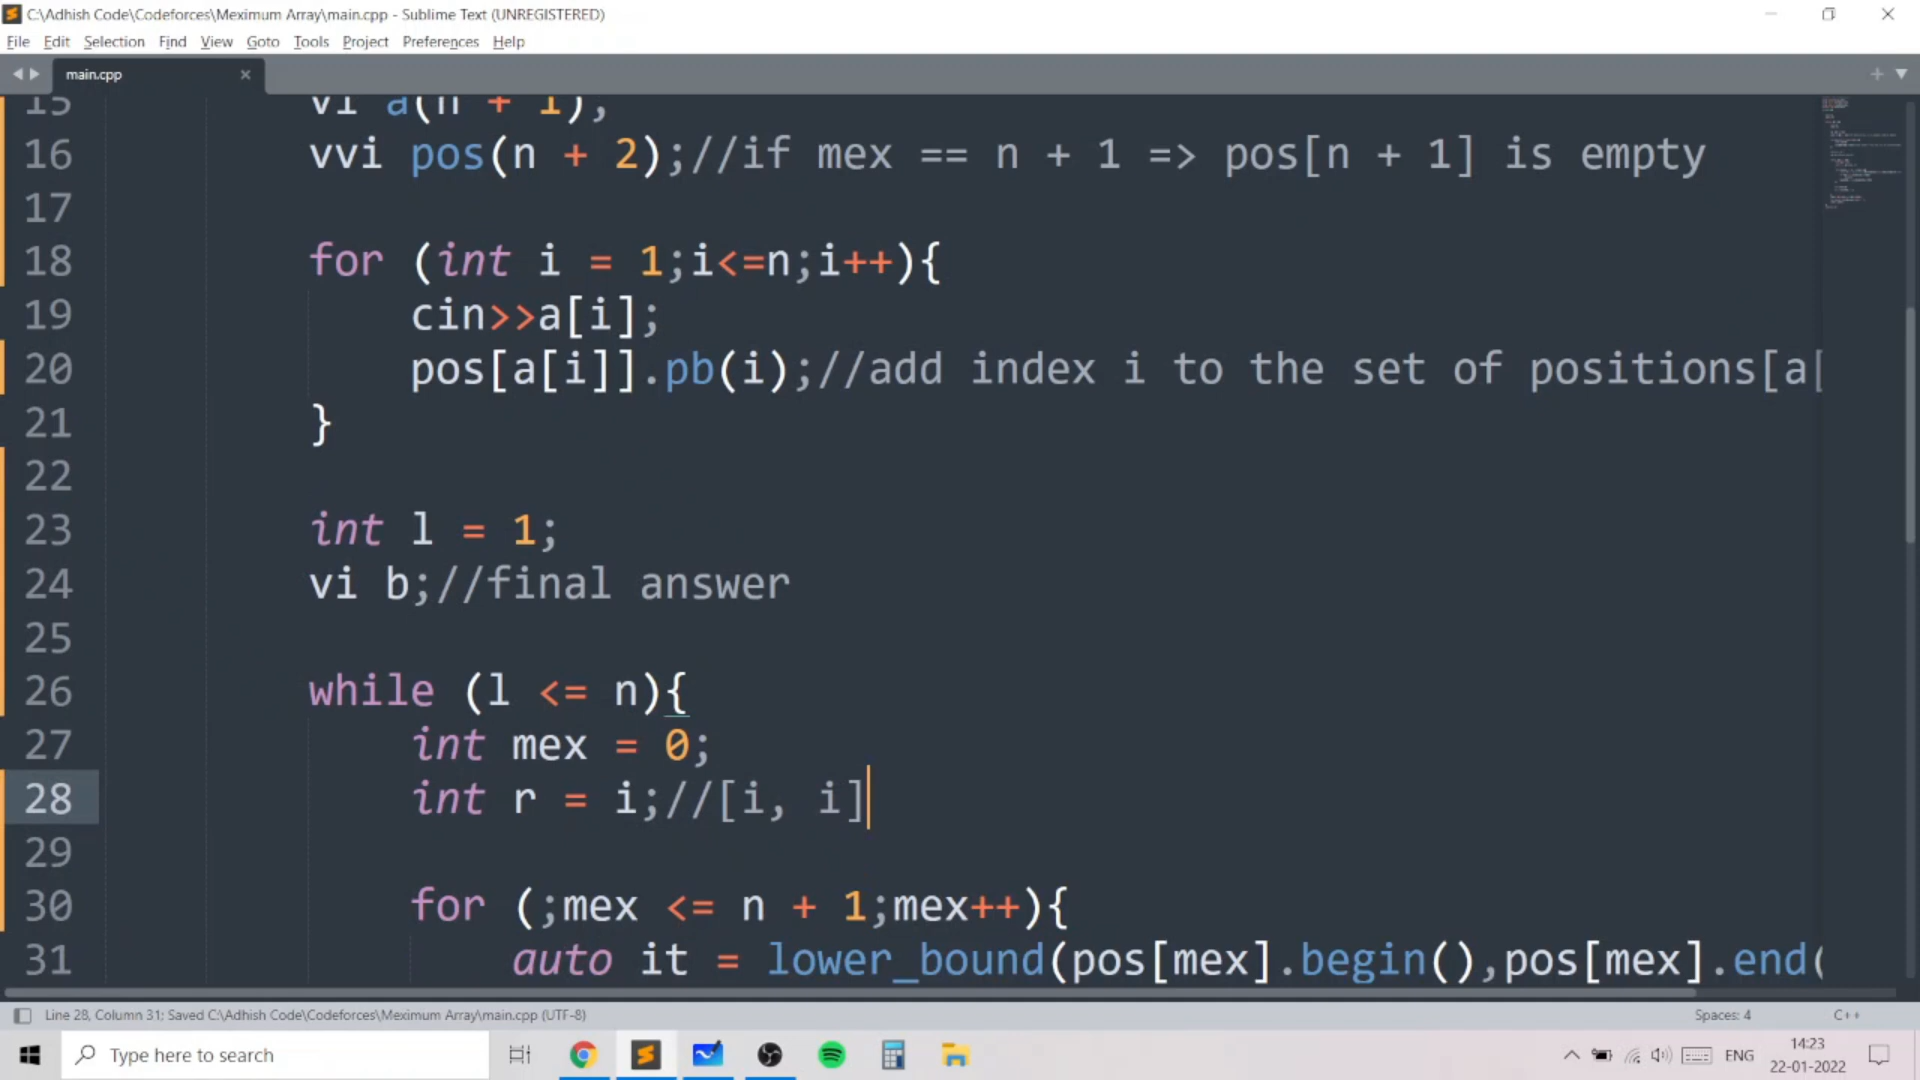 C:\Adhish Code\Codeforces\Meximum Array\main.cpp - Sublime Text (UNREGISTERED)
File Edit Selection Find View Goto Tools Project Preferences Help
main.cpp
15 vi a(n + 1);
16 vvi pos(n + 2);//if mex == n + 1 => pos[n + 1] is empty
17
18 for (int i = 1;i<=n;i++){
19 cin>>a[i];
20 pos[a[i]].pb(i);//add index i to the set of positions[a[
21 }
22
23 int l = 1;
24 vi b;//final answer
25
26 while (l <= n){
27 int mex = 0;
28 int r = i;//[i, i]
29
30 for (;mex <= n + 1;mex++){
31 auto it = lower_bound(pos[mex].begin(),pos[mex].end(
Line 28, Column 31; Saved C:\Adhish Code\Codeforces\Meximum Array\main.cpp (UTF-8)
Spaces: 4
C++
Type here to search
ENG
14:23
22-01-2022